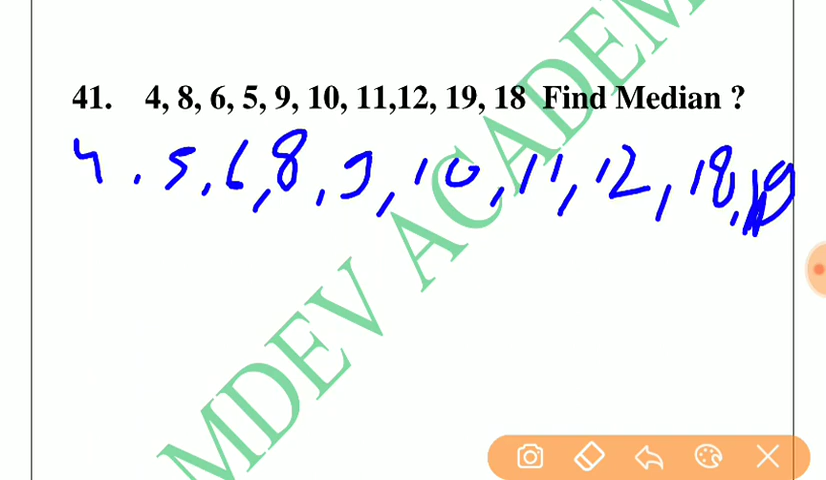 41. 4, 8, 6, 5, 9, 10, 11,12, 19, 18 Find Median ?
4, 5, 6, 8, 9, 10, 11, 12, 18, 19
MDEV ACADEM